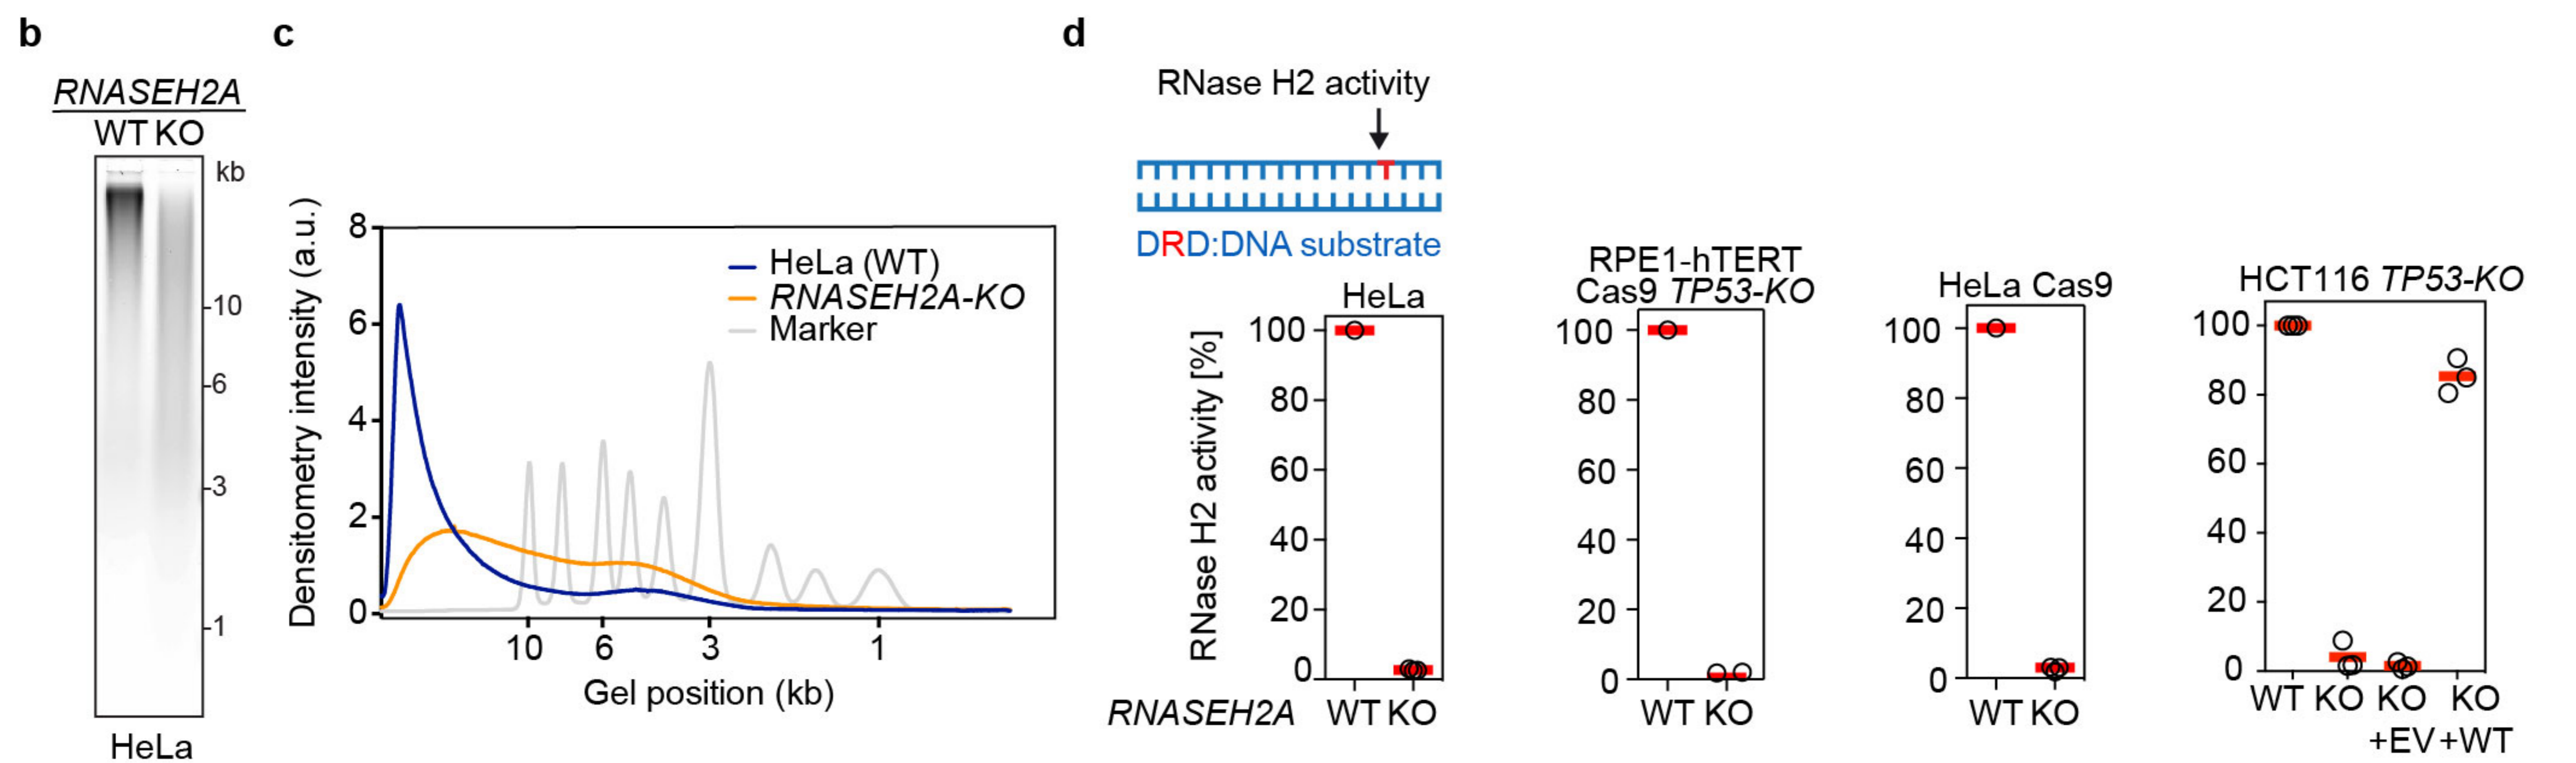 b
RNASEH2A
WT KO
kb
-10
-6
-3
-1
HeLa
c
Densitometry intensity (a.u.)
8
6
4
2
0
HeLa (WT)
RNASEH2A-KO
Marker
10 6 3 1
Gel position (kb)
d
RNase H2 activity
DRD:DNA substrate
RNase H2 activity [%]
HeLa
100
80
60
40
20
0
RNASEH2A WT KO
RPE1-hTERT
Cas9 TP53-KO
100
80
60
40
20
0
WT KO
HeLa Cas9
100
80
60
40
20
0
WT KO
HCT116 TP53-KO
100
80
60
40
20
0
WT KO KO KO
+EV +WT